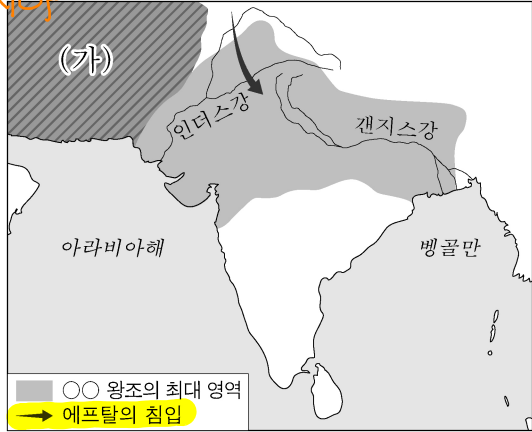 (가)
인더스강
갠지스강
아라비아해
벵골만
○○ 왕조의 최대 영역
에프탈의 침입